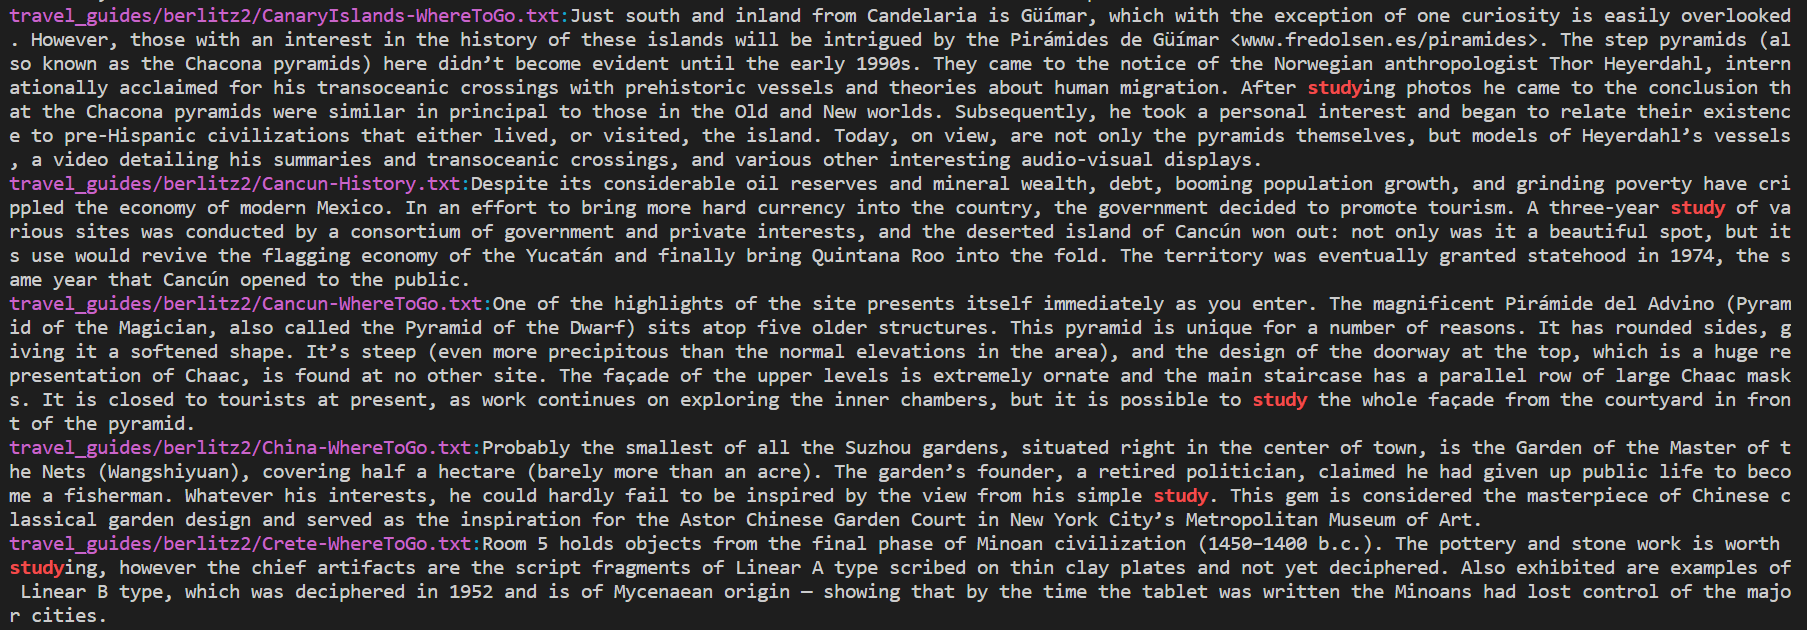 travel_guides/berlitz2/CanaryIslands-WhereToGo.txt:Just south and inland from Candelaria is Güímar, which with the exception of one curiosity is easily overlooked
. However, those with an interest in the history of these islands will be intrigued by the Pirámides de Güímar <www.fredolsen.es/piramides>. The step pyramids (al
so known as the Chacona pyramids) here didn’t become evident until the early 1990s. They came to the notice of the Norwegian anthropologist Thor Heyerdahl, intern
ationally acclaimed for his transoceanic crossings with prehistoric vessels and theories about human migration. After studying photos he came to the conclusion th
at the Chacona pyramids were similar in principal to those in the Old and New worlds. Subsequently, he took a personal interest and began to relate their existenc
e to pre-Hispanic civilizations that either lived, or visited, the island. Today, on view, are not only the pyramids themselves, but models of Heyerdahl’s vessels
, a video detailing his summaries and transoceanic crossings, and various other interesting audio-visual displays.
travel_guides/berlitz2/Cancun-History.txt:Despite its considerable oil reserves and mineral wealth, debt, booming population growth, and grinding poverty have cri
ppled the economy of modern Mexico. In an effort to bring more hard currency into the country, the government decided to promote tourism. A three-year study of va
rious sites was conducted by a consortium of government and private interests, and the deserted island of Cancún won out: not only was it a beautiful spot, but it
s use would revive the flagging economy of the Yucatán and finally bring Quintana Roo into the fold. The territory was eventually granted statehood in 1974, the s
ame year that Cancún opened to the public.
travel_guides/berlitz2/Cancun-WhereToGo.txt:One of the highlights of the site presents itself immediately as you enter. The magnificent Pirámide del Advino (Pyram
id of the Magician, also called the Pyramid of the Dwarf) sits atop five older structures. This pyramid is unique for a number of reasons. It has rounded sides, g
iving it a softened shape. It’s steep (even more precipitous than the normal elevations in the area), and the design of the doorway at the top, which is a huge re
presentation of Chaac, is found at no other site. The façade of the upper levels is extremely ornate and the main staircase has a parallel row of large Chaac mask
s. It is closed to tourists at present, as work continues on exploring the inner chambers, but it is possible to study the whole façade from the courtyard in fron
t of the pyramid.
travel_guides/berlitz2/China-WhereToGo.txt:Probably the smallest of all the Suzhou gardens, situated right in the center of town, is the Garden of the Master of t
he Nets (Wangshiyuan), covering half a hectare (barely more than an acre). The garden’s founder, a retired politician, claimed he had given up public life to beco
me a fisherman. Whatever his interests, he could hardly fail to be inspired by the view from his simple study. This gem is considered the masterpiece of Chinese c
lassical garden design and served as the inspiration for the Astor Chinese Garden Court in New York City’s Metropolitan Museum of Art.
travel_guides/berlitz2/Crete-WhereToGo.txt:Room 5 holds objects from the final phase of Minoan civilization (1450–1400 b.c.). The pottery and stone work is worth
studying, however the chief artifacts are the script fragments of Linear A type scribed on thin clay plates and not yet deciphered. Also exhibited are examples of
 Linear B type, which was deciphered in 1952 and is of Mycenaean origin — showing that by the time the tablet was written the Minoans had lost control of the majo
r cities.